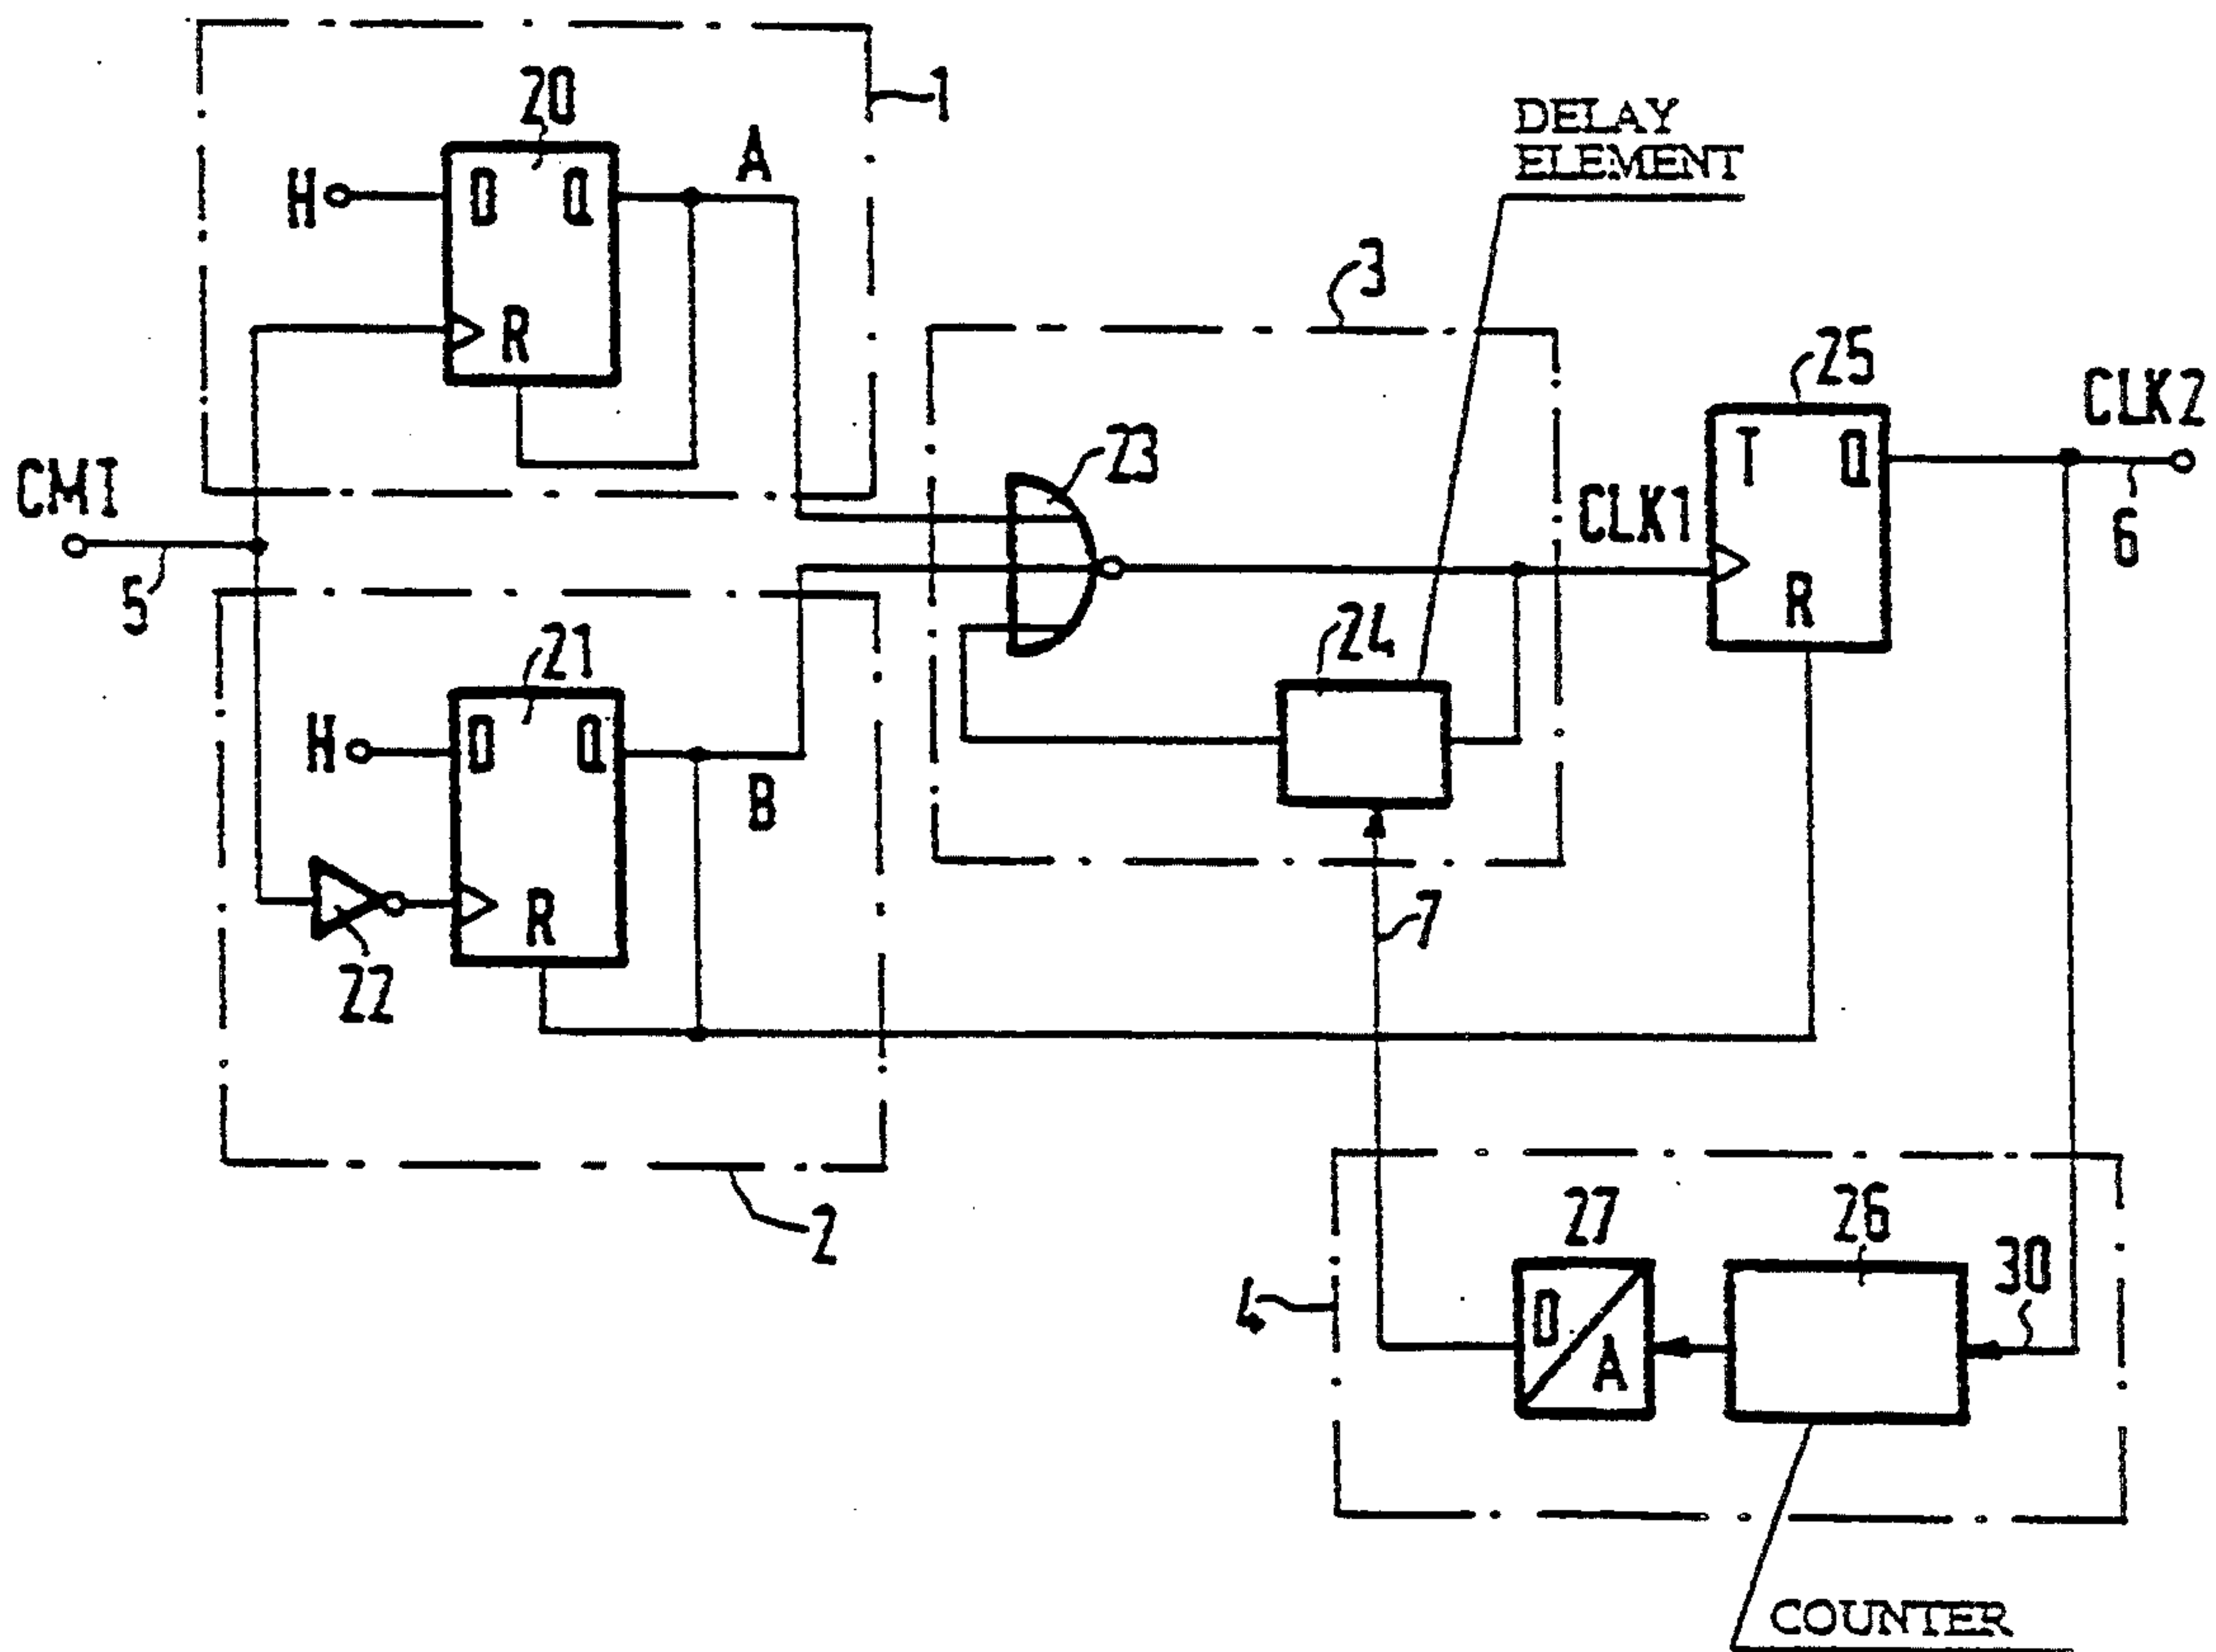 1
20
A
H
D Q
R
DELAY
ELEMENT
3
25
CLK2
T Q
R
6
CMI
5
23
CLK1
24
21
H
D Q
B
R
22
7
2
27
26
30
4
D
A
COUNTER